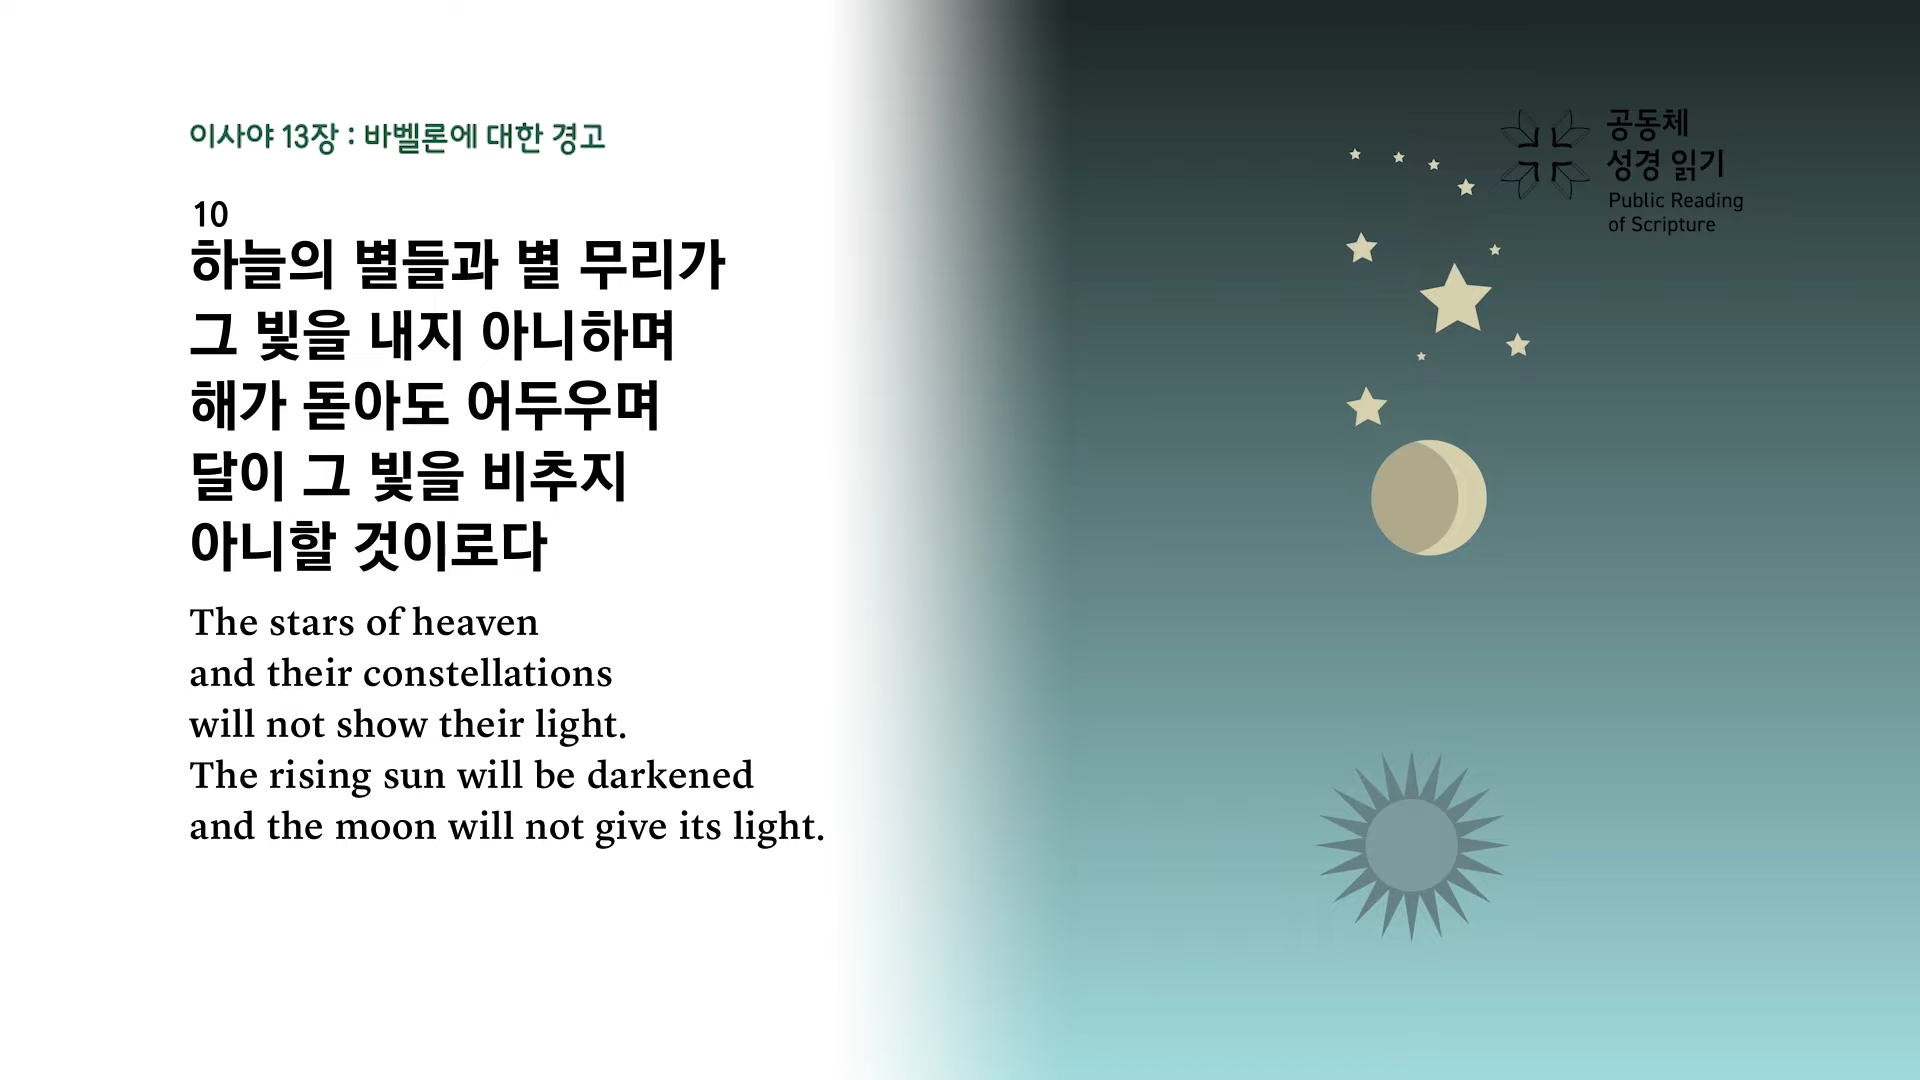 이사야 13장 : 바벨론에 대한 경고
10
하늘의 별들과 별 무리가
그 빛을 내지 아니하며
해가 돋아도 어두우며
달이 그 빛을 비추지
아니할 것이로다
The stars of heaven
and their constellations
will not show their light.
The rising sun will be darkened
and the moon will not give its light.
공동체
성경 읽기
Public Reading
of Scripture